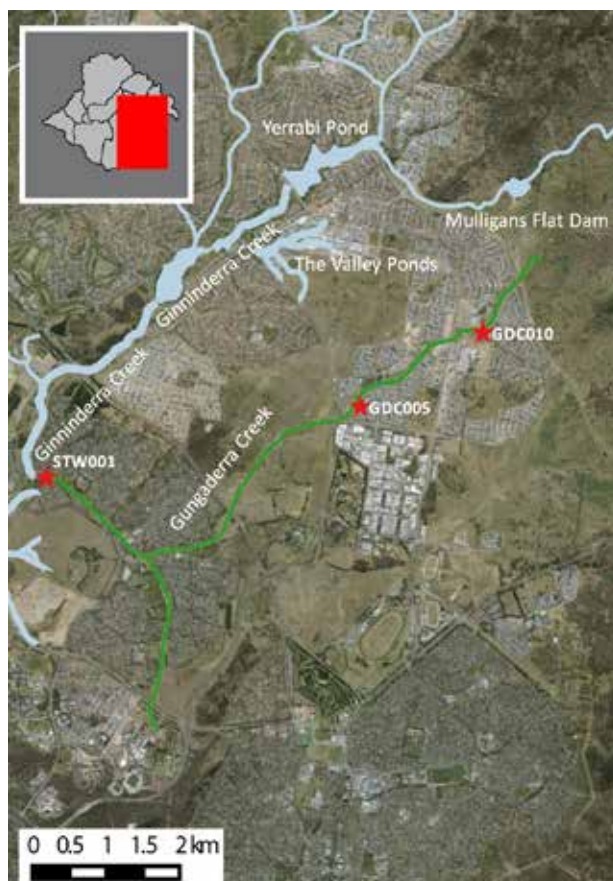 Yerrabi Pond
Mulligans Flat Dam
Ginninderra Creek
The Valley Ponds
GDC010
Ginninderra Creek
GDC005
Gungaderra Creek
STW001
0 0.5 1 1.5 2 km